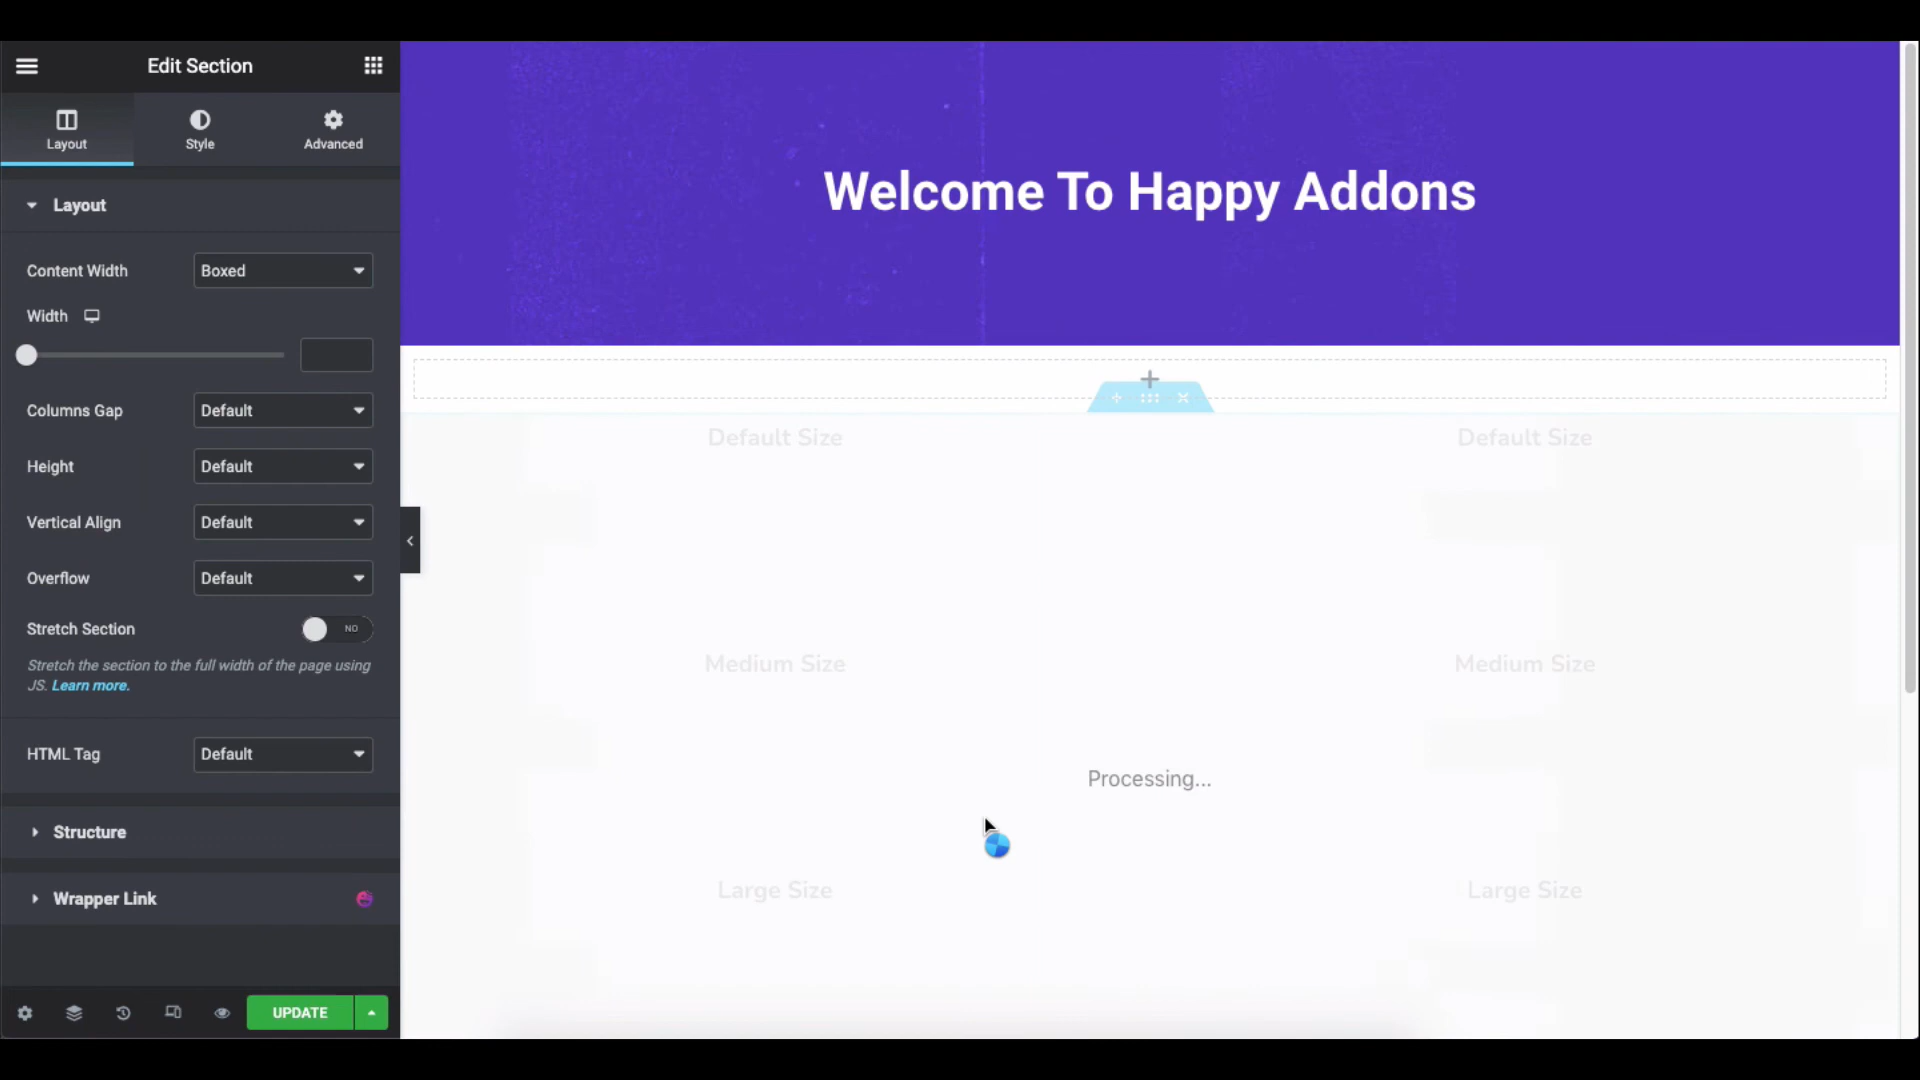 Edit Section
Layout
Style
Advanced
Layout
Content Width
Boxed
Width
Columns Gap
Default
Height
Default
Vertical Align
Default
Overflow
Default
Stretch Section
NO
Stretch the section to the full width of the page using
JS. Learn more.
HTML Tag
Default
Structure
Wrapper Link
UPDATE
Welcome To Happy Addons
Default Size
Default Size
Medium Size
Medium Size
Processing...
Large Size
Large Size